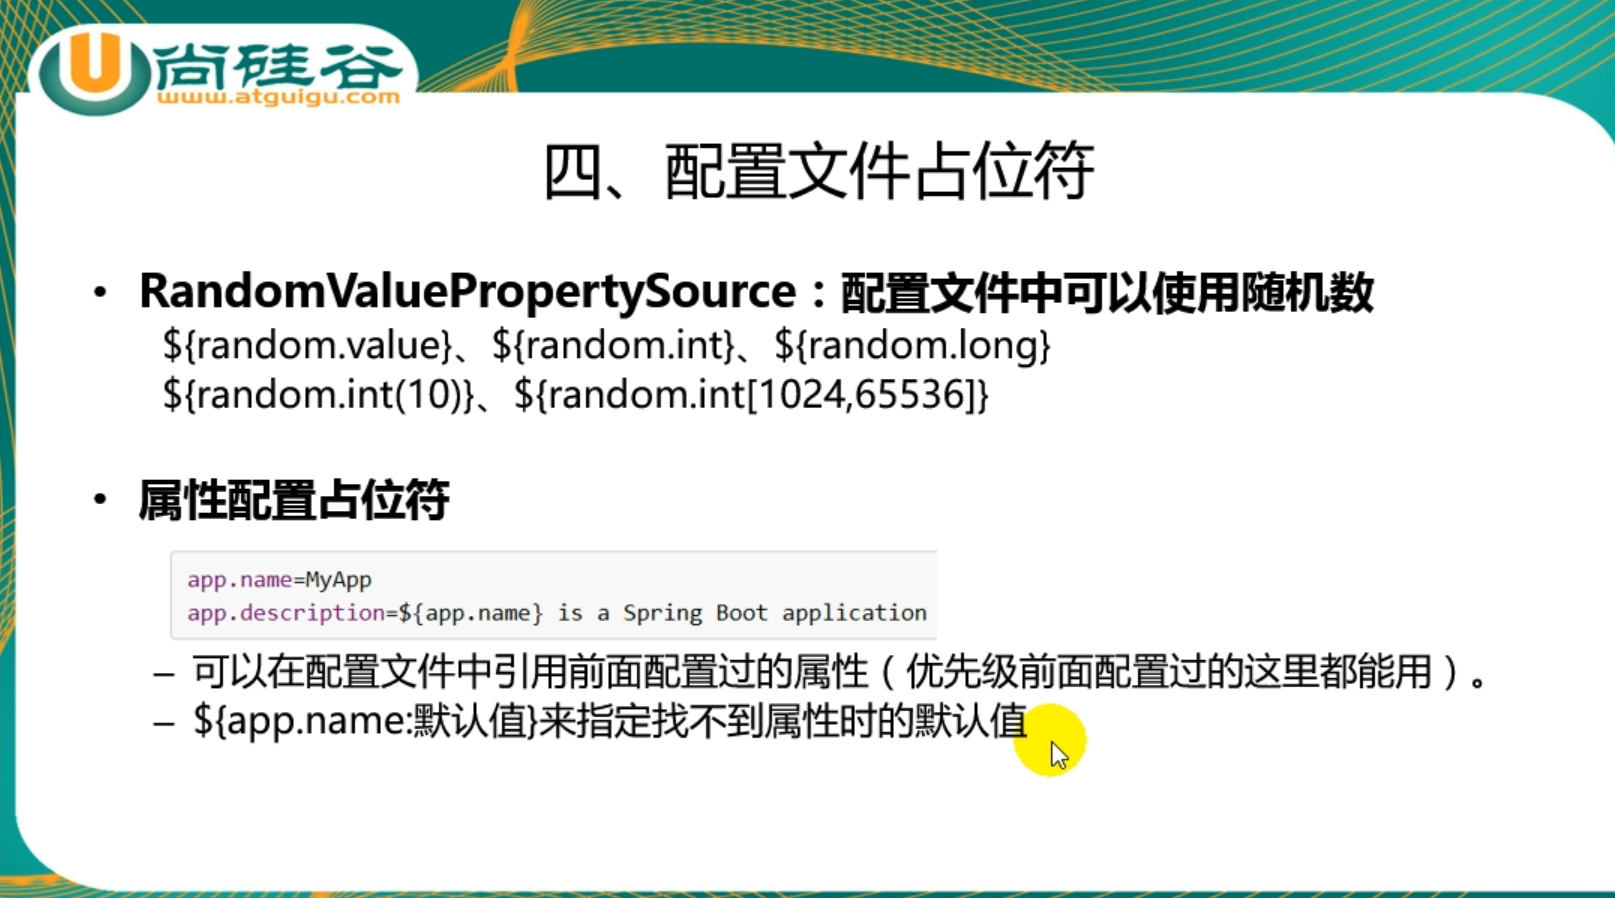 尚硅谷
www.atguigu.com
四、配置文件占位符
• RandomValuePropertySource：配置文件中可以使用随机数
${random.value}、${random.int}、${random.long}
${random.int(10)}、${random.int[1024,65536]}
• 属性配置占位符
app.name=MyApp
app.description=${app.name} is a Spring Boot application
– 可以在配置文件中引用前面配置过的属性（优先级前面配置过的这里都能用）。
– ${app.name:默认值}来指定找不到属性时的默认值